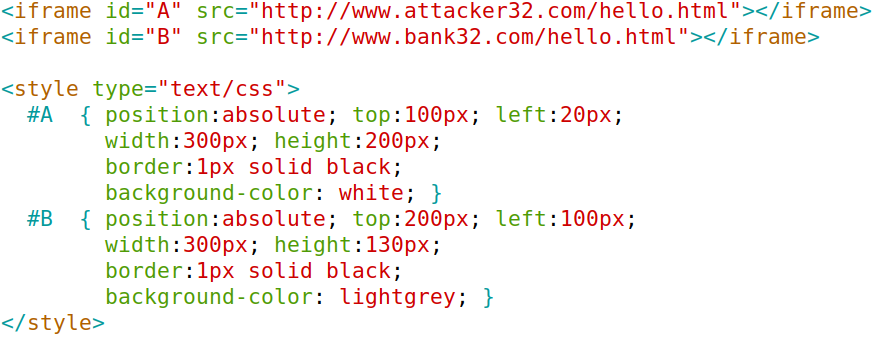 <iframe id="A" src="http://www.attacker32.com/hello.html"></iframe>
<iframe id="B" src="http://www.bank32.com/hello.html"></iframe>

<style type="text/css">
  #A  { position:absolute; top:100px; left:20px;
        width:300px; height:200px;
        border:1px solid black;
        background-color: white; }
  #B  { position:absolute; top:200px; left:100px;
        width:300px; height:130px;
        border:1px solid black;
        background-color: lightgrey; }
</style>